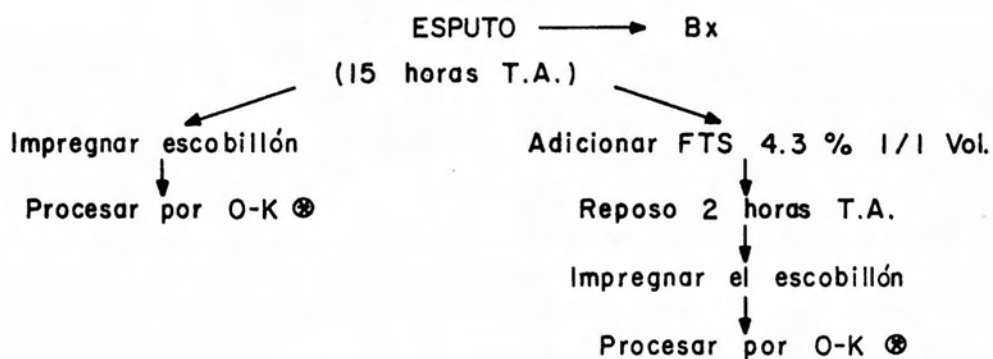 ESPUTO Bx
(15 horas T.A.)
Impregnar escobillón
Procesar por O-K ⊛
Adicionar FTS 4.3 % 1/1 Vol.
Reposo 2 horas T.A.
Impregnar el escobillón
Procesar por O-K ⊛